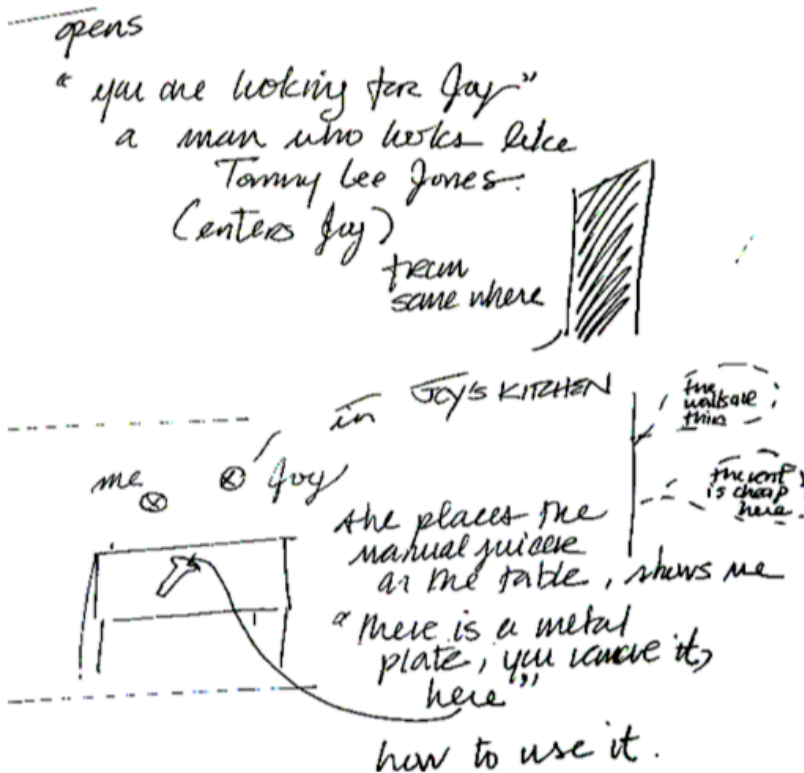 opens
"you are looking for Joy"
a man who looks like
Tommy Lee Jones.
(enters Joy)
from
some where
in JOY'S KITCHEN
the
walls are
thin
the rent
is cheap
here.
me
Joy
she places the
manual juicer
on the table, shows me
"there is a metal
plate, you remove it,
here"
how to use it.